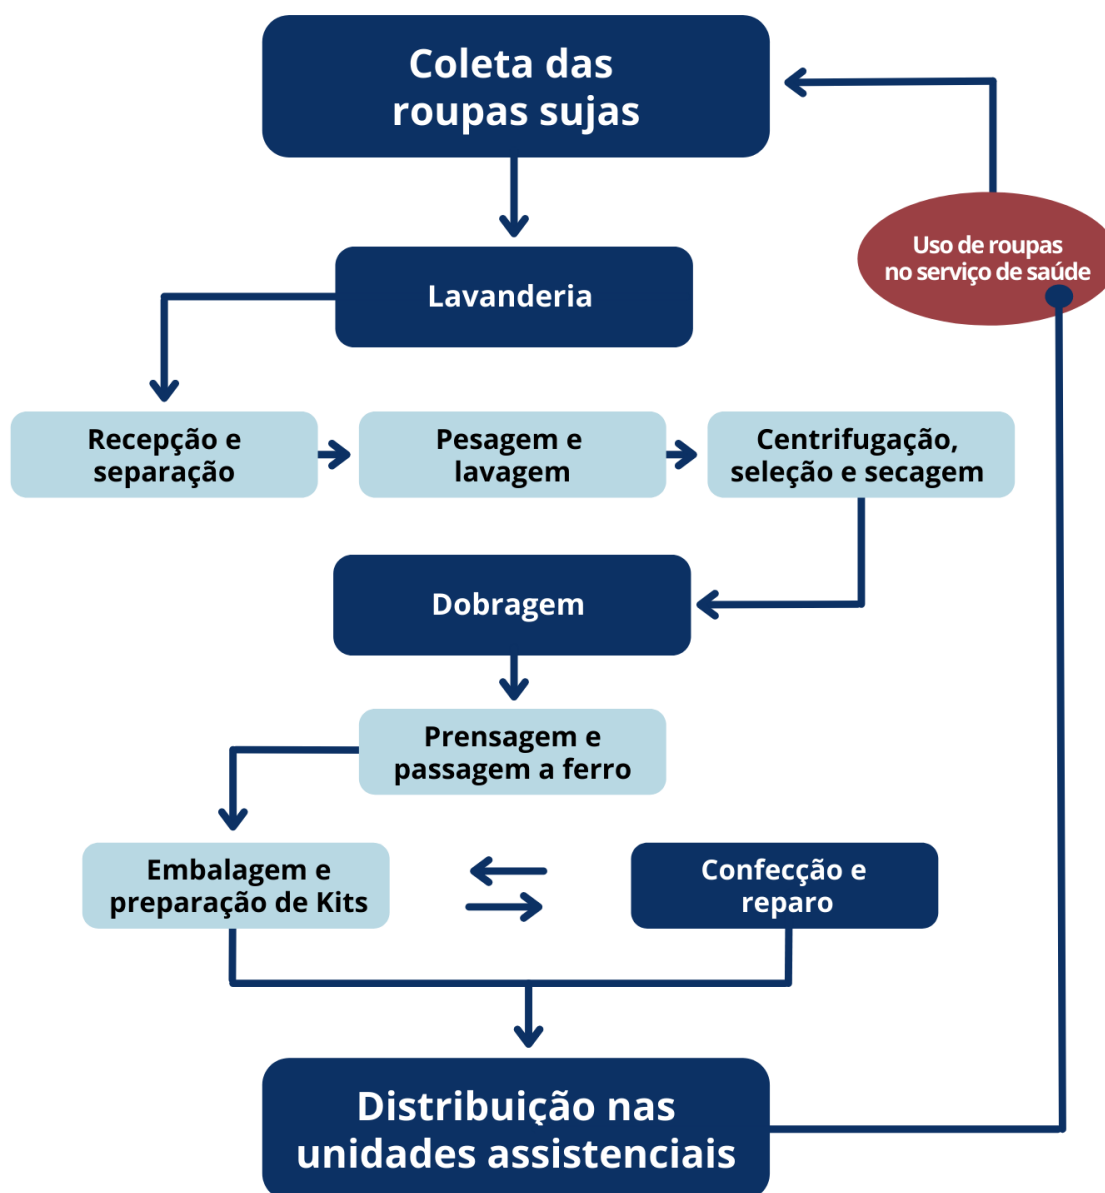 Coleta das
roupas sujas
Uso de roupas
no serviço de saúde
Lavanderia
Recepção e
separação
Pesagem e
lavagem
Centrifugação,
seleção e secagem
Dobragem
Prensagem e
passagem a ferro
Embalagem e
preparação de Kits
Confecção e
reparo
Distribuição nas
unidades assistenciais